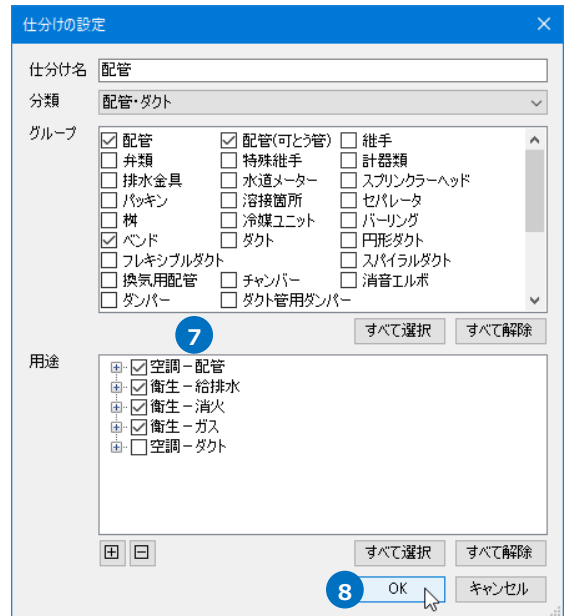 仕分けの設定
仕分け名 配管
分類 配管・ダクト
グループ
配管 配管(可とう管) 継手
弁類 特殊継手 計器類
排水金具 水道メーター スプリンクラーヘッド
パッキン 溶接箇所 セパレータ
桝 冷媒ユニット バーリング
ベンド ダクト 円形ダクト
フレキシブルダクト スパイラルダクト
換気用配管 チャンバー 消音エルボ
ダンパー ダクト管用ダンパー
7
すべて選択 すべて解除
用途
空調－配管
衛生－給排水
衛生－消火
衛生－ガス
空調－ダクト
すべて選択 すべて解除
8 OK キャンセル